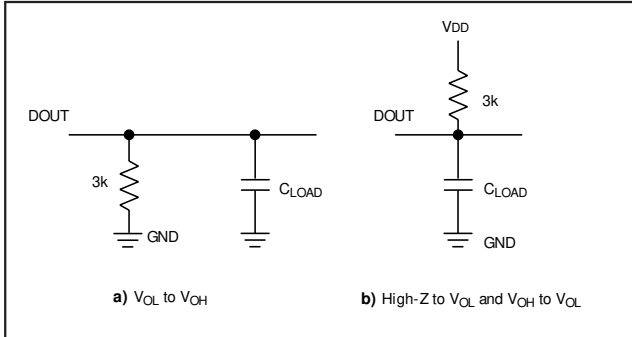 DOUT
3k
GND
CLOAD
a) VOL to VOH
VDD
3k
DOUT
CLOAD
GND
b) High-Z to VOL and VOH to VOL